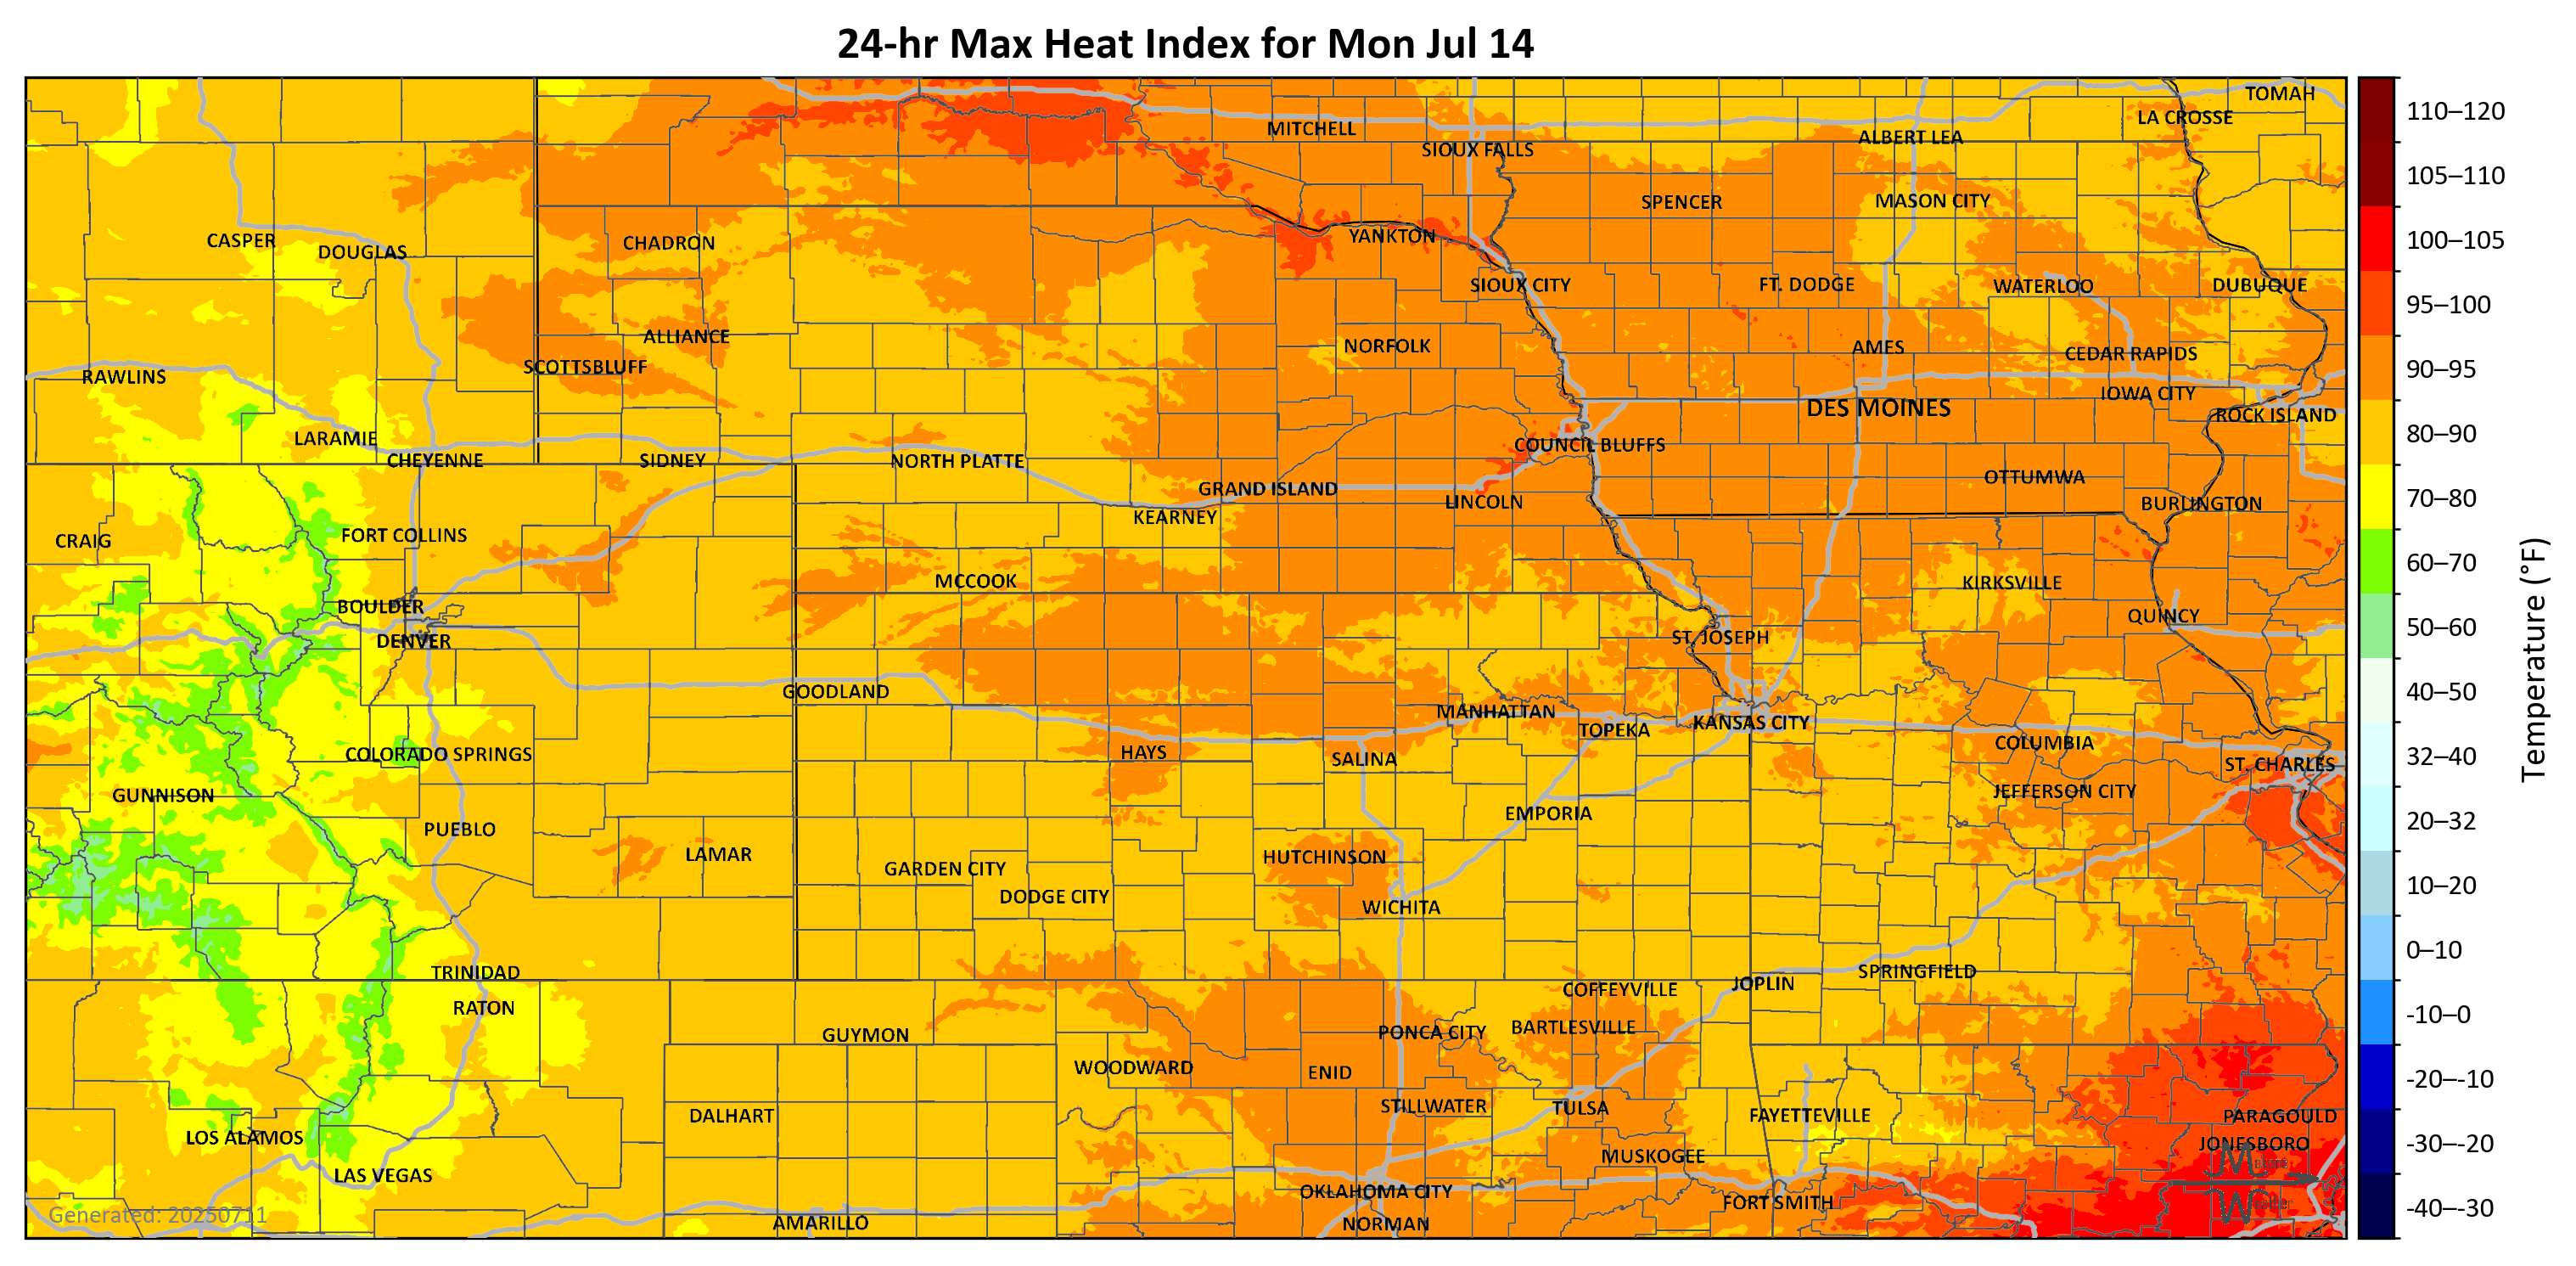 24-hr Max Heat Index for Mon Jul 14
TOMAH
LA CROSSE
MITCHELL
ALBERT LEA
SIOUX FALLS
SPENCER
MASON CITY
CASPER
DOUGLAS
CHADRON
YANKTON
SIOUX CITY
FT. DODGE
WATERLOO
DUBUQUE
ALLIANCE
NORFOLK
AMES
CEDAR RAPIDS
SCOTTSBLUFF
RAWLINS
IOWA CITY
DES MOINES
ROCK ISLAND
LARAMIE
COUNCIL BLUFFS
CHEYENNE
SIDNEY
NORTH PLATTE
OTTUMWA
GRAND ISLAND
LINCOLN
BURLINGTON
KEARNEY
FORT COLLINS
CRAIG
MCCOOK
KIRKSVILLE
BOULDER
QUINCY
DENVER
ST. JOSEPH
GOODLAND
MANHATTAN
TOPEKA
KANSAS CITY
COLUMBIA
COLORADO SPRINGS
HAYS
SALINA
ST. CHARLES
GUNNISON
JEFFERSON CITY
EMPORIA
PUEBLO
LAMAR
HUTCHINSON
GARDEN CITY
DODGE CITY
WICHITA
TRINIDAD
SPRINGFIELD
JOPLIN
COFFEYVILLE
RATON
GUYMON
PONCA CITY
BARTLESVILLE
WOODWARD
ENID
STILLWATER
TULSA
DALHART
FAYETTEVILLE
PARAGOULD
LOS ALAMOS
JONESBORO
MUSKOGEE
LAS VEGAS
OKLAHOMA CITY
FORT SMITH
AMARILLO
NORMAN
Generated: 20250711
110−120
105−110
100−105
95−100
90−95
80−90
70−80
60−70
50−60
40−50
32−40
20−32
10−20
0−10
-10−0
-20−-10
-30−-20
-40−-30
Temperature (°F)